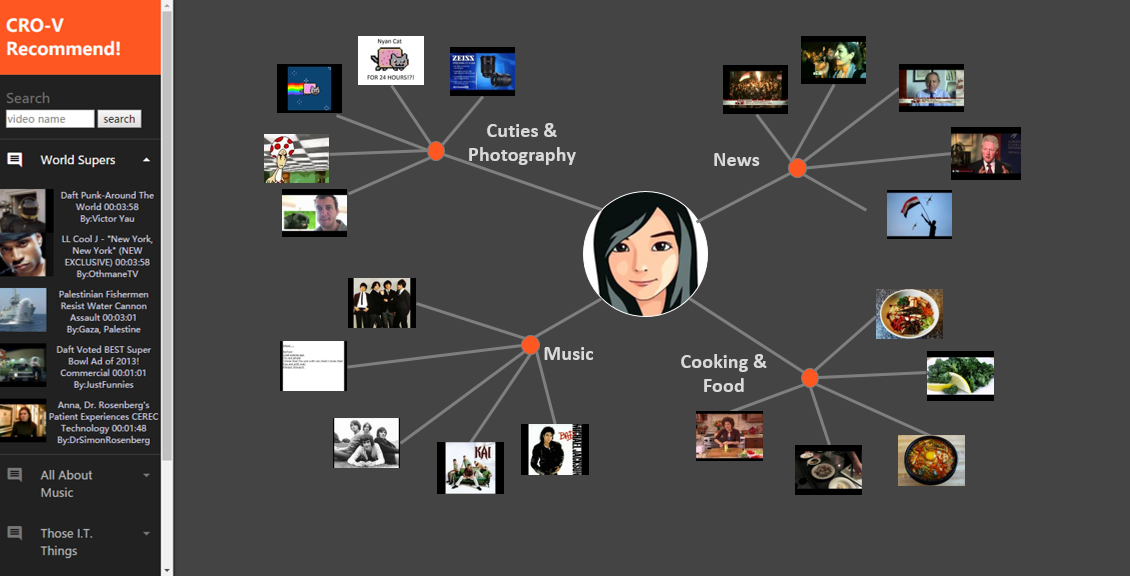 CRO-V
Recommend!
Search
video name
search
World Supers
Daft Punk-Around The
World 00:03:58
By:Victor Yau
LL Cool J - "New York,
New York" (NEW
EXCLUSIVE) 00:03:58
By:OthmaneTV
Palestinian Fishermen
Resist Water Cannon
Assault 00:03:01
By:Gaza, Palestine
Daft Voted BEST Super
Bowl Ad of 2013!
Commercial 00:01:01
By:JustFunnies
Anna, Dr. Rosenberg's
Patient Experiences CEREC
Technology 00:01:48
By:DrSimonRosenberg
All About
Music
Those I.T.
Things
Nyan Cat
FOR 24 HOURS!?!
ZEISS
Cuties &
Photography
News
Music
KAI
BAD
MICHAEL JACKSON
Cooking &
Food